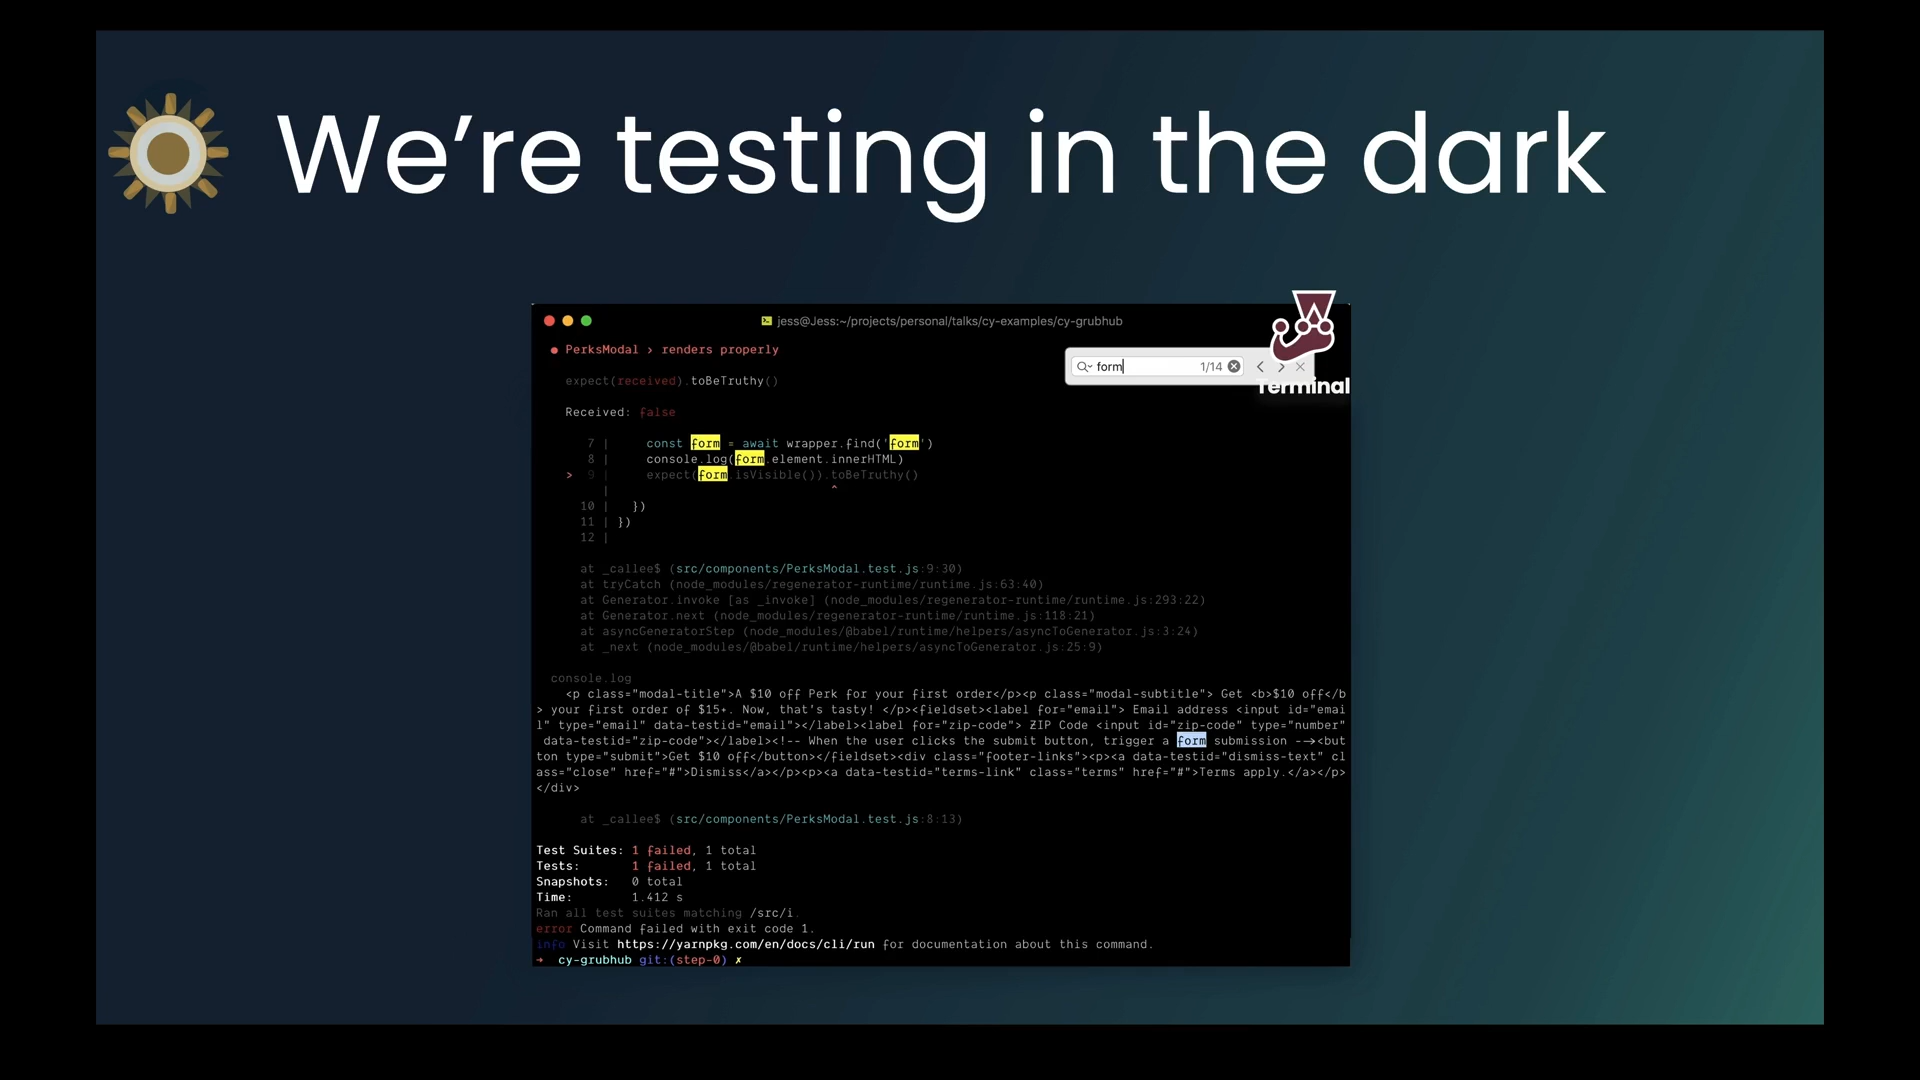 We're testing in the dark
jess@Jess:~/projects/personal/talks/cy-examples/cy-grubhub
● PerksModal › renders properly
form 1/14
Terminal
expect(received).toBeTruthy()
Received: false
7 | const form = await wrapper.find('form')
8 | console.log(form.element.innerHTML)
> 9 | expect(form.isVisible()).toBeTruthy()
| ^
10 | })
11 | })
12 |
at _callee$ (src/components/PerksModal.test.js:9:30)
at tryCatch (node_modules/regenerator-runtime/runtime.js:63:40)
at Generator.invoke [as _invoke] (node_modules/regenerator-runtime/runtime.js:293:22)
at Generator.next (node_modules/regenerator-runtime/runtime.js:118:21)
at asyncGeneratorStep (node_modules/@babel/runtime/helpers/asyncToGenerator.js:3:24)
at _next (node_modules/@babel/runtime/helpers/asyncToGenerator.js:25:9)
console.log
<p class="modal-title">A $10 off Perk for your first order</p><p class="modal-subtitle"> Get <b>$10 off</b
> your first order of $15+. Now, that's tasty! </p><fieldset><label for="email"> Email address <input id="emai
l" type="email" data-testid="email"></label><label for="zip-code"> ZIP Code <input id="zip-code" type="number"
data-testid="zip-code"></label><!-- When the user clicks the submit button, trigger a form submission --><but
ton type="submit">Get $10 off</button></fieldset><div class="footer-links"><p><a data-testid="dismiss-text" cl
ass="close" href="#">Dismiss</a></p><p><a data-testid="terms-link" class="terms" href="#">Terms apply.</a></p>
</div>
at _callee$ (src/components/PerksModal.test.js:8:13)
Test Suites: 1 failed, 1 total
Tests: 1 failed, 1 total
Snapshots: 0 total
Time: 1.412 s
Ran all test suites matching /src/i.
error Command failed with exit code 1.
info Visit https://yarnpkg.com/en/docs/cli/run for documentation about this command.
→ cy-grubhub git:(step-0) ✗